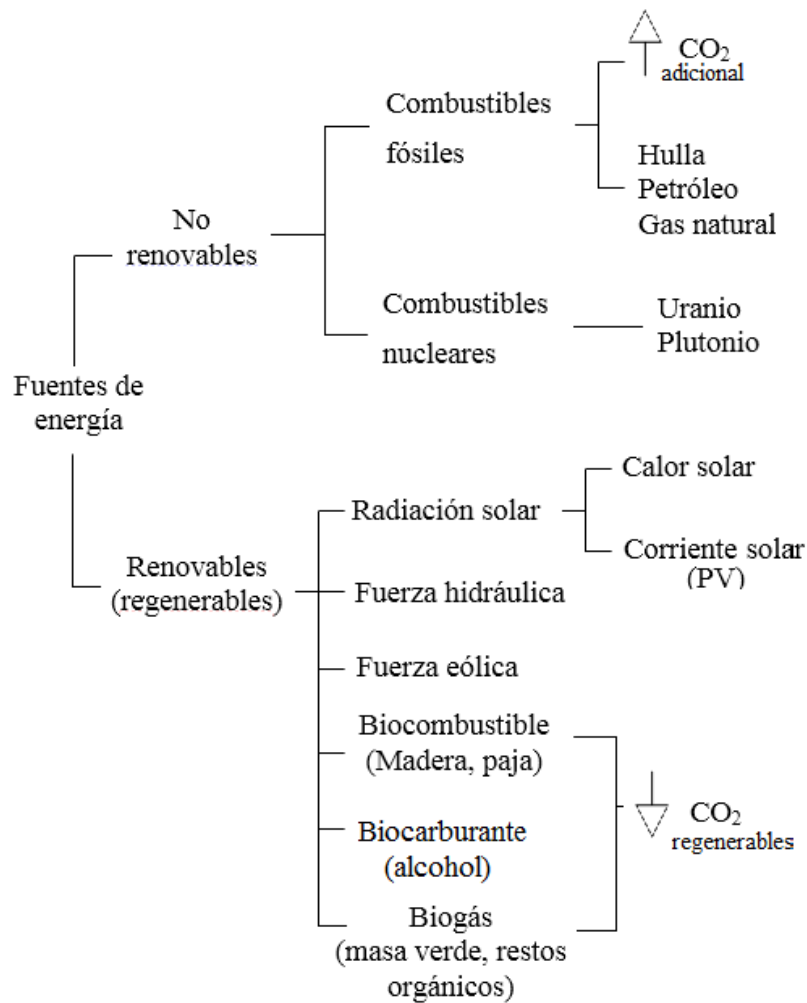 CO₂
adicional
Combustibles
fósiles
Hulla
Petróleo
Gas natural
No
renovables
Combustibles
nucleares
Uranio
Plutonio
Fuentes de
energía
Calor solar
Radiación solar
Corriente solar
(PV)
Renovables
(regenerables)
Fuerza hidráulica
Fuerza eólica
Biocombustible
(Madera, paja)
CO₂
regenerables
Biocarburante
(alcohol)
Biogás
(masa verde, restos
orgánicos)